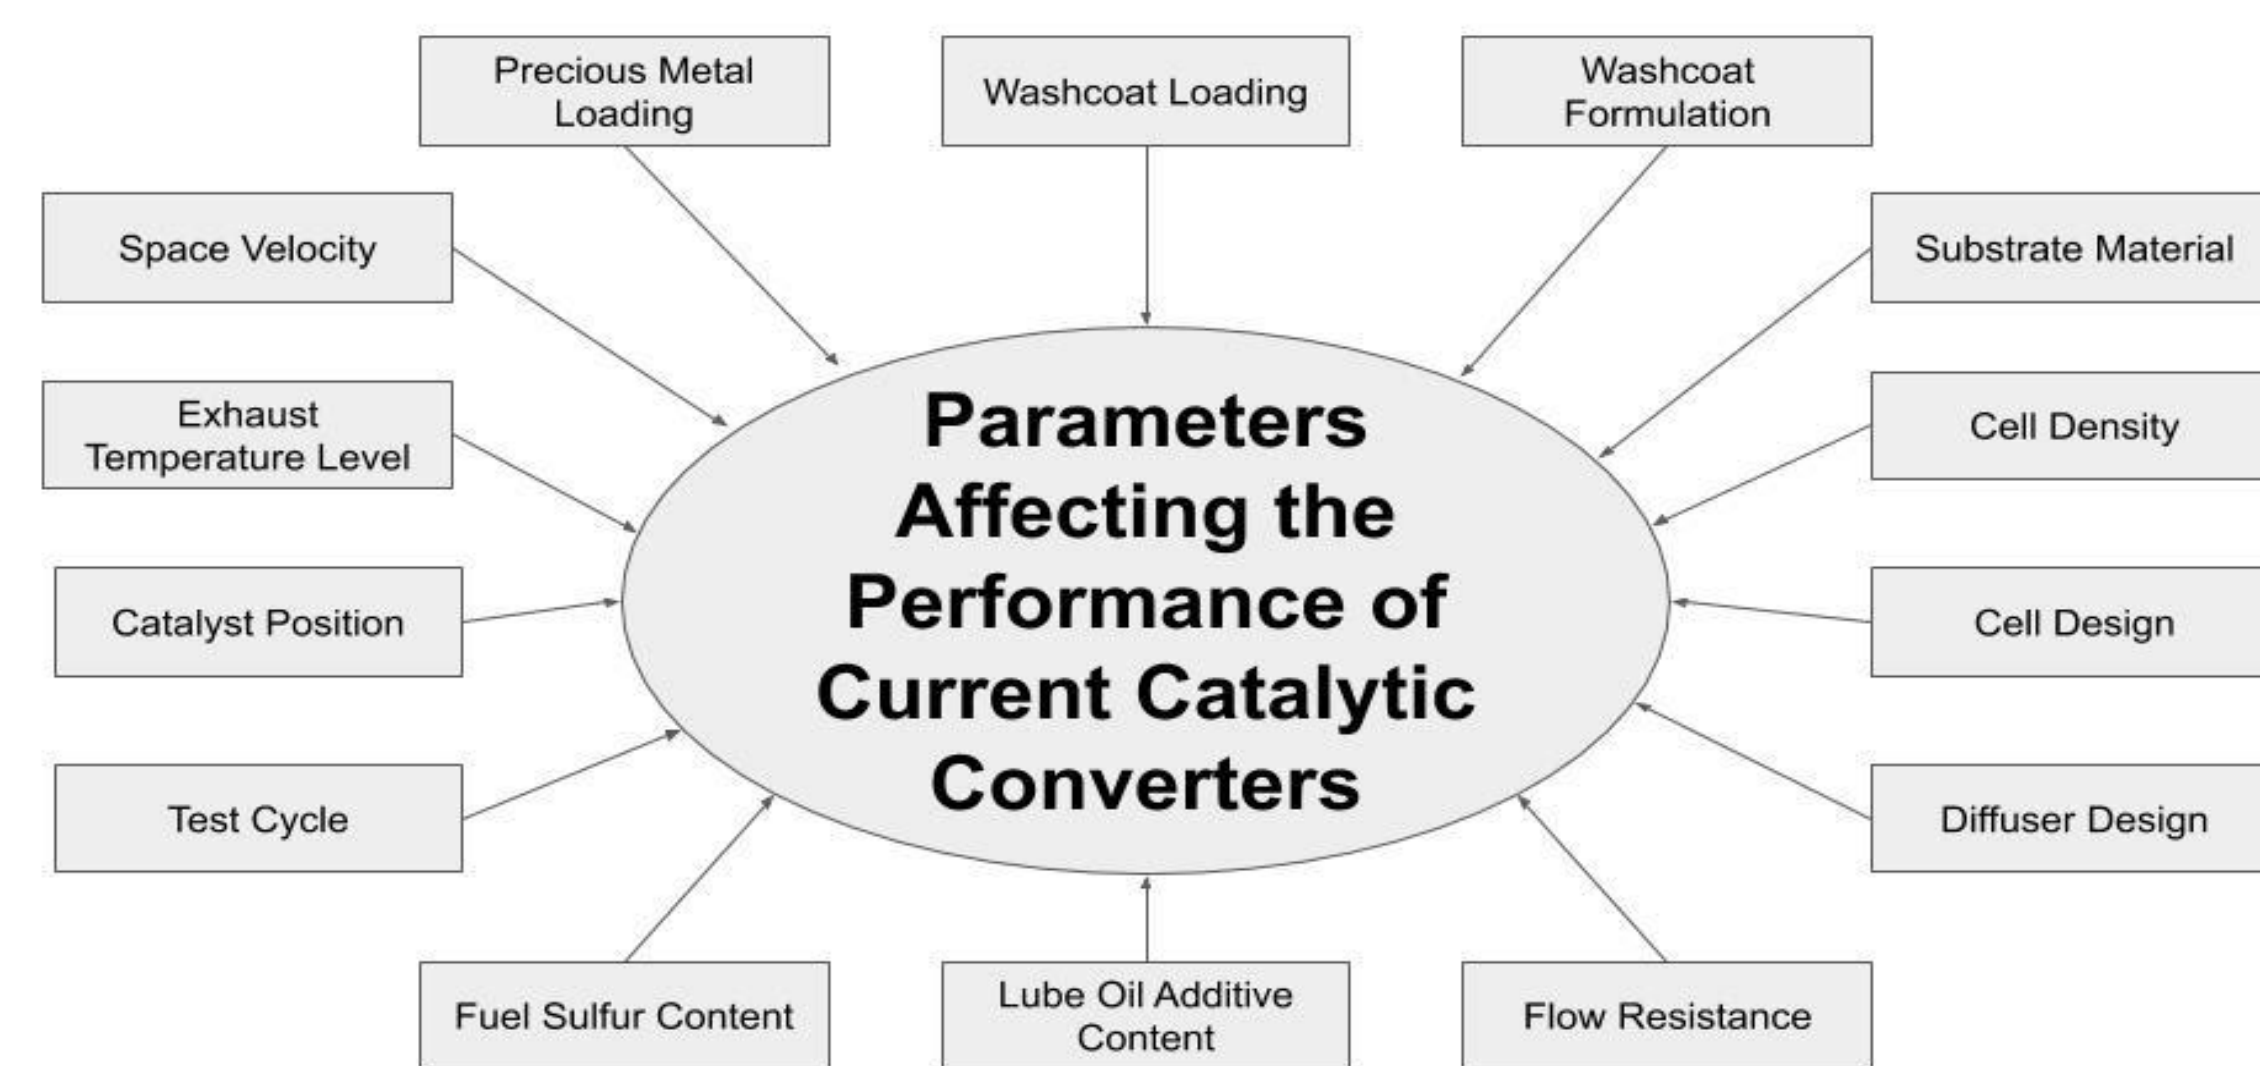 Precious Metal
Loading
Washcoat Loading
Washcoat
Formulation
Space Velocity
Substrate Material
Exhaust
Temperature Level
Cell Density
Parameters
Affecting the
Performance of
Current Catalytic
Converters
Catalyst Position
Cell Design
Test Cycle
Diffuser Design
Fuel Sulfur Content
Lube Oil Additive
Content
Flow Resistance